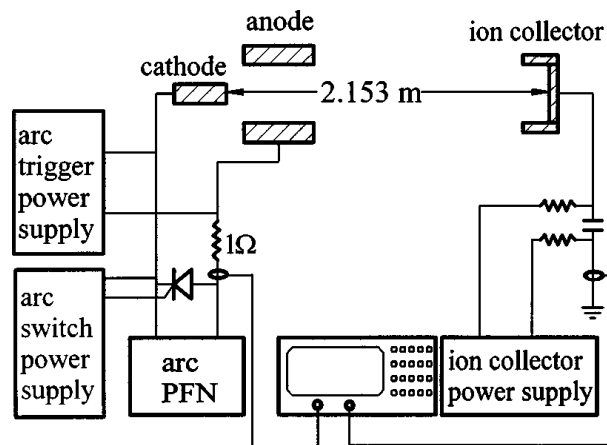 anode
ion collector
cathode
2.153 m
arc
trigger
power
supply
1Ω
arc
switch
power
supply
arc
PFN
ion collector
power supply